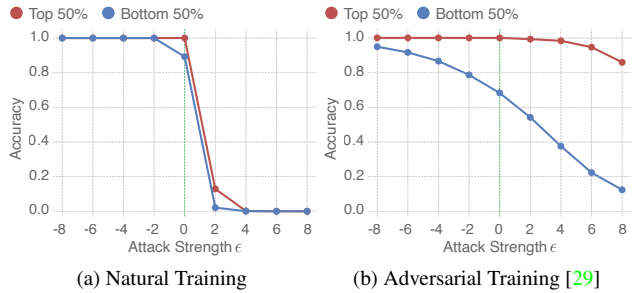 Top 50% Bottom 50%
1.0
0.8
0.6
0.4
0.2
0.0
Accuracy
-8 -6 -4 -2 0 2 4 6 8
Attack Strength ϵ
(a) Natural Training
Top 50% Bottom 50%
1.0
0.8
0.6
0.4
0.2
0.0
Accuracy
-8 -6 -4 -2 0 2 4 6 8
Attack Strength ϵ
(b) Adversarial Training [29]